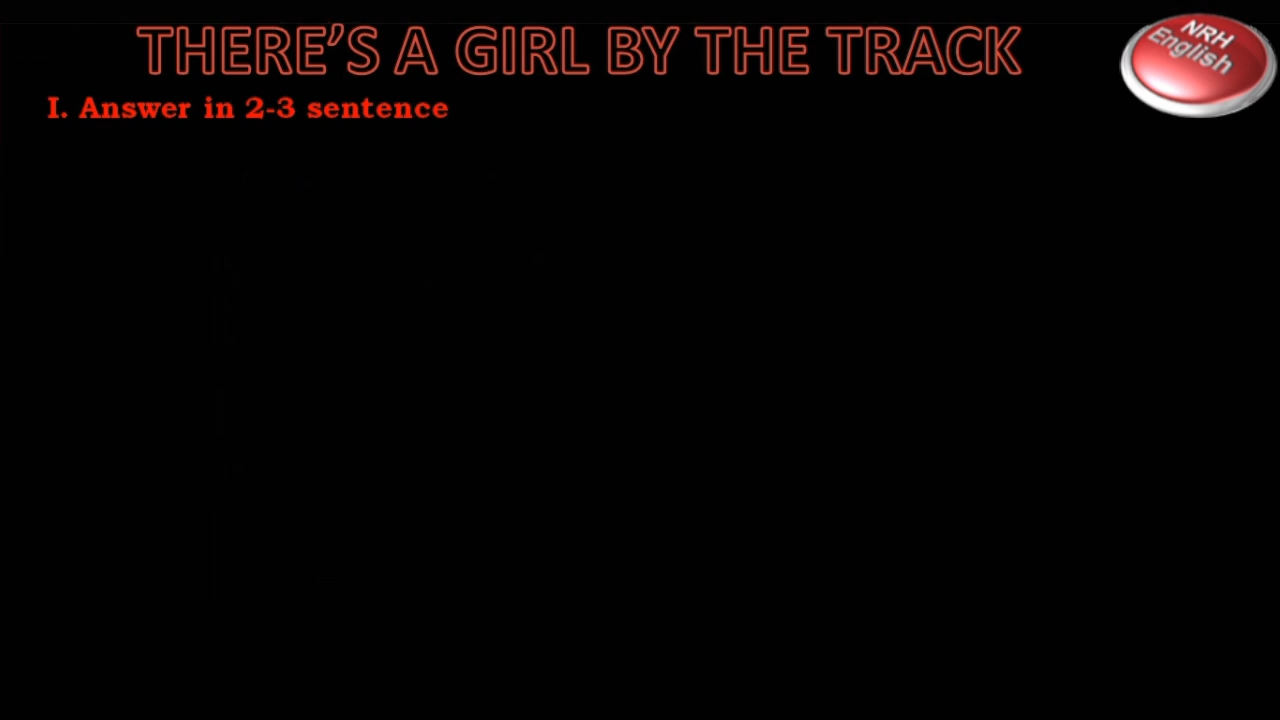 THERE'S A GIRL BY THE TRACK
NRH
English
I. Answer in 2-3 sentence